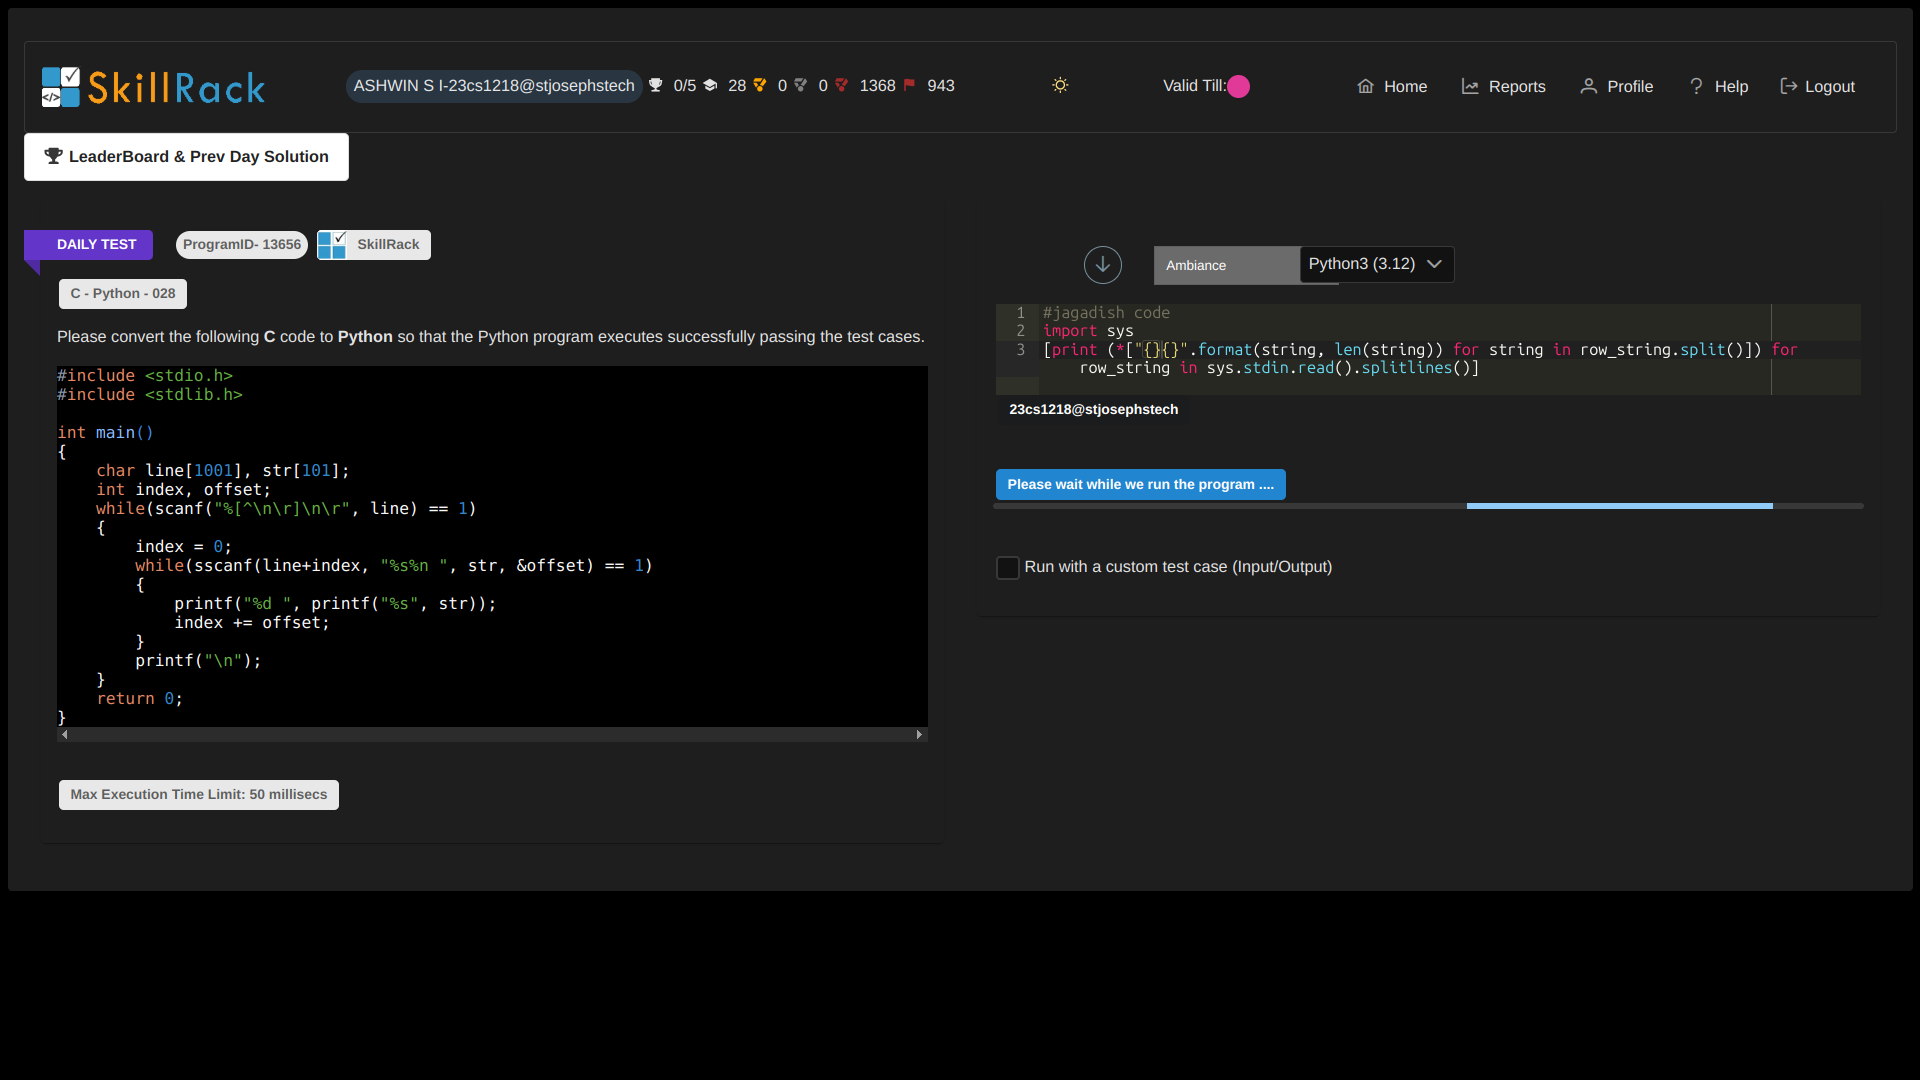 SkillRack
ASHWIN S I-23cs1218@stjosephstech 0/5 28 0 0 1368 943
Valid Till:
Home Reports Profile Help Logout
LeaderBoard & Prev Day Solution
DAILY TEST ProgramID- 13656 SkillRack
C - Python - 028
Please convert the following C code to Python so that the Python program executes successfully passing the test cases.
#include <stdio.h>
#include <stdlib.h>
int main()
{
    char line[1001], str[101];
    int index, offset;
    while(scanf("%[^\n\r]\n\r", line) == 1)
    {
        index = 0;
        while(sscanf(line+index, "%s%n ", str, &offset) == 1)
        {
            printf("%d ", printf("%s", str));
            index += offset;
        }
        printf("\n");
    }
    return 0;
}
Max Execution Time Limit: 50 millisecs
Ambiance Python3 (3.12)
1 #jagadish code
2 import sys
3 [print (*["{}{}".format(string, len(string)) for string in row_string.split()]) for
row_string in sys.stdin.read().splitlines()]
23cs1218@stjosephstech
Please wait while we run the program ....
Run with a custom test case (Input/Output)